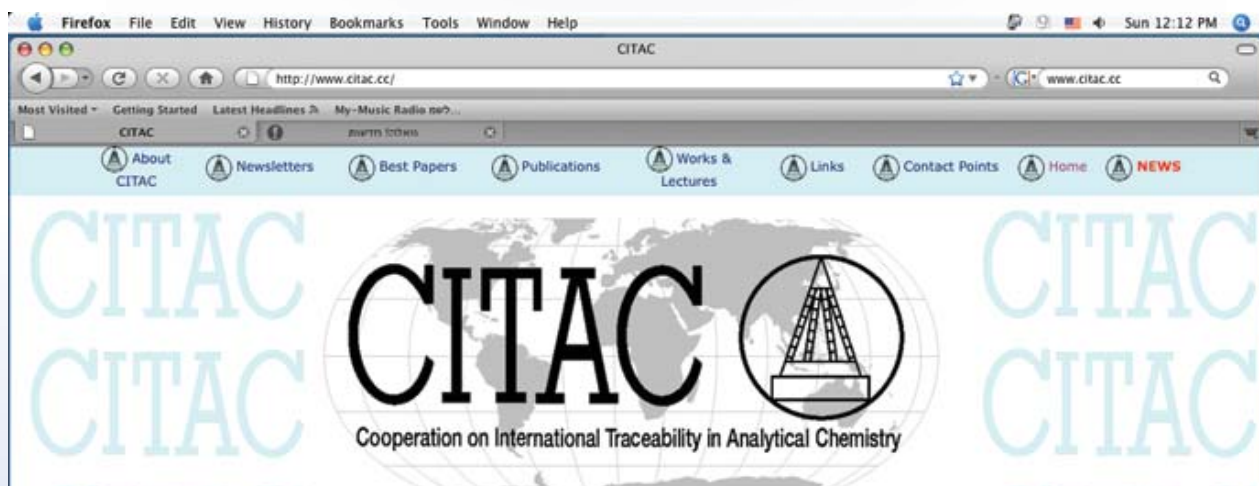 Firefox File Edit View History Bookmarks Tools Window Help Sun 12:12 PM
CITAC
http://www.citac.cc/ www.citac.cc
Most Visited Getting Started Latest Headlines My-Music Radio
CITAC
About CITAC
Newsletters
Best Papers
Publications
Works & Lectures
Links
Contact Points
Home
NEWS
CITAC CITAC
CITAC
CITAC CITAC
Cooperation on International Traceability in Analytical Chemistry